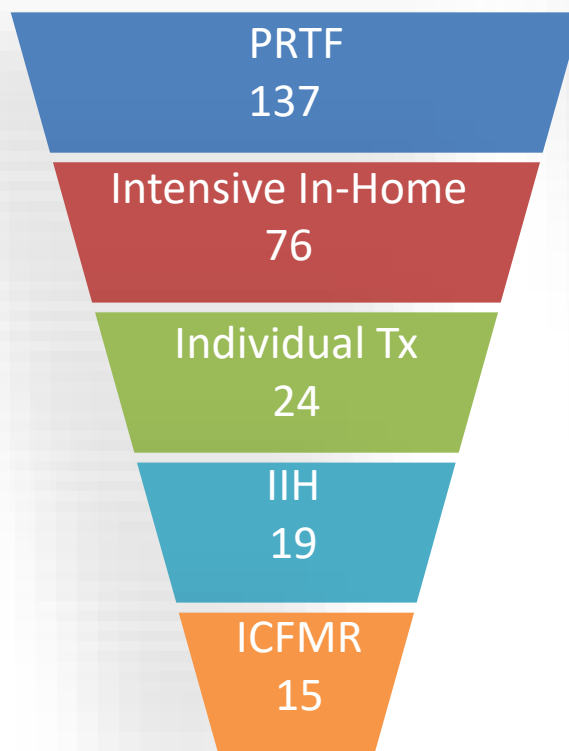 PRTF
137
Intensive In-Home
76
Individual Tx
24
IIH
19
ICFMR
15